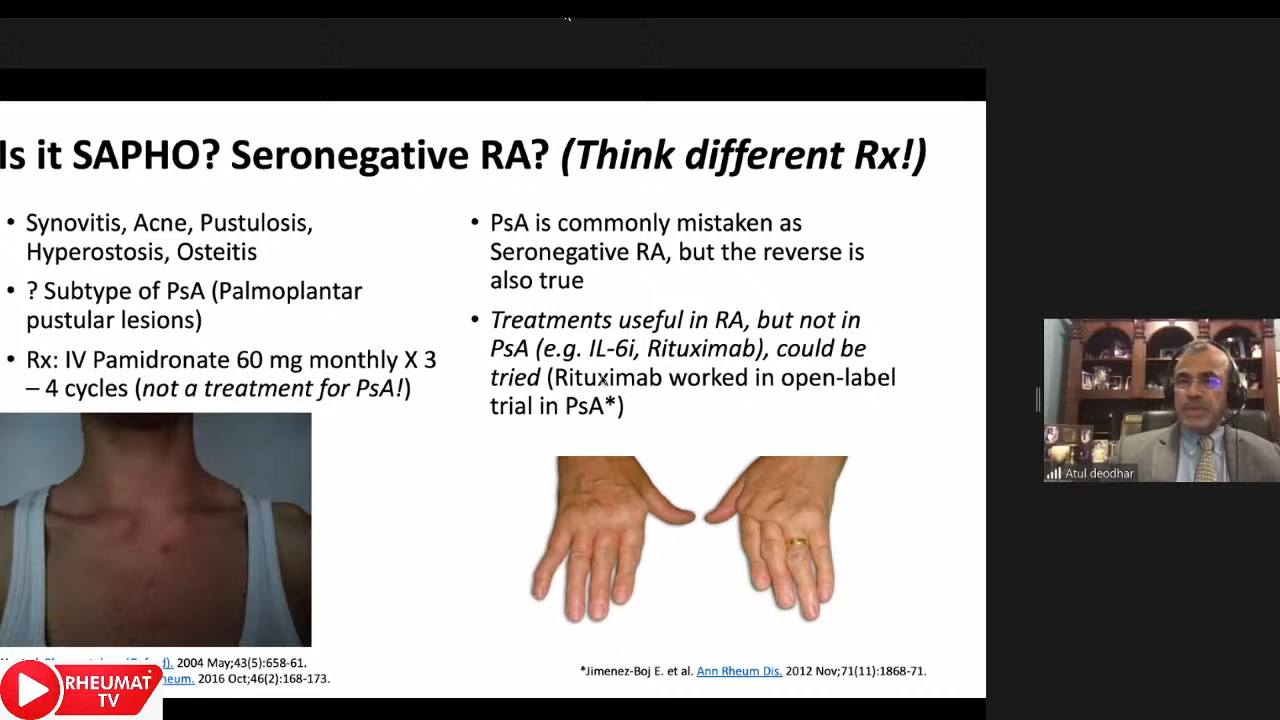 Is it SAPHO? Seronegative RA? (Think different Rx!)
• Synovitis, Acne, Pustulosis,
Hyperostosis, Osteitis
• ? Subtype of PsA (Palmoplantar
pustular lesions)
• Rx: IV Pamidronate 60 mg monthly X 3
– 4 cycles (not a treatment for PsA!)
• PsA is commonly mistaken as
Seronegative RA, but the reverse is
also true
• Treatments useful in RA, but not in
PsA (e.g. IL-6i, Rituximab), could be
tried (Rituximab worked in open-label
trial in PsA*)
2004 May;43(5):658-61.
2016 Oct;46(2):168-173.
*Jimenez-Boj E. et al. Ann Rheum Dis. 2012 Nov;71(11):1868-71.
RHEUMAT
TV
Atul deodhar